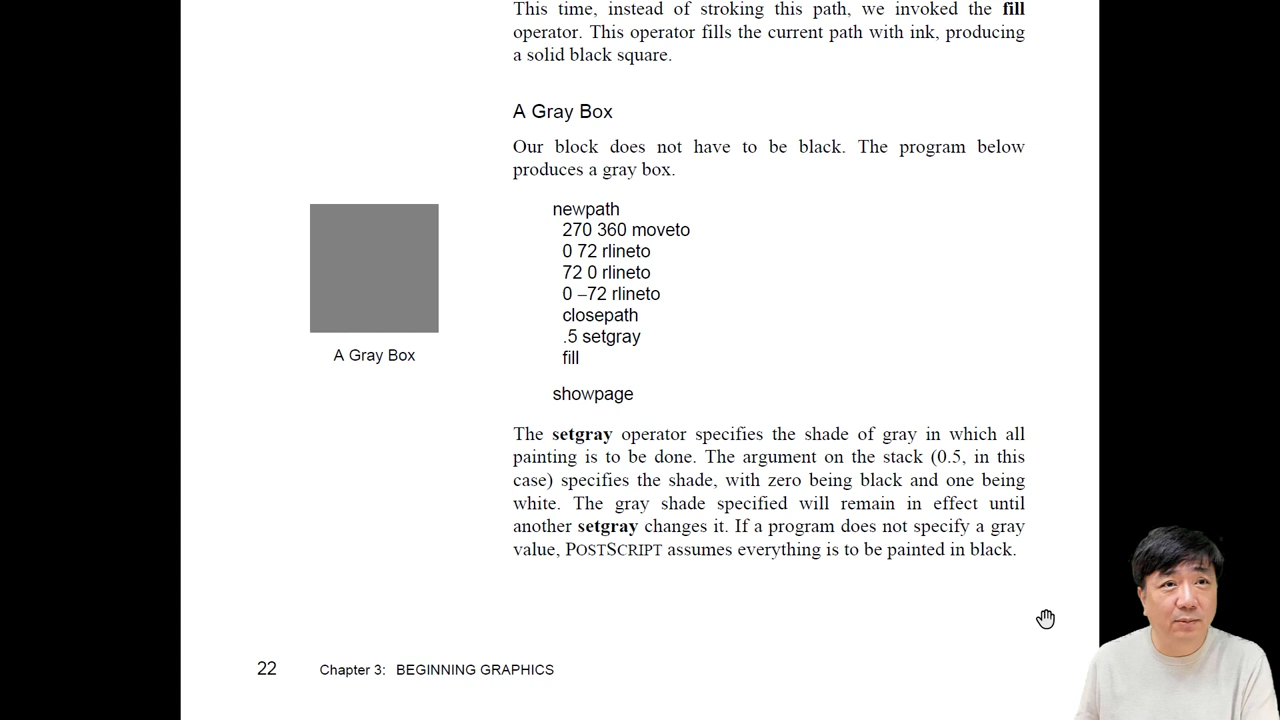 This time, instead of stroking this path, we invoked the fill
operator. This operator fills the current path with ink, producing
a solid black square.
A Gray Box
Our block does not have to be black. The program below
produces a gray box.
newpath
270 360 moveto
0 72 rlineto
72 0 rlineto
0 –72 rlineto
closepath
.5 setgray
fill
showpage
A Gray Box
The setgray operator specifies the shade of gray in which all
painting is to be done. The argument on the stack (0.5, in this
case) specifies the shade, with zero being black and one being
white. The gray shade specified will remain in effect until
another setgray changes it. If a program does not specify a gray
value, POSTSCRIPT assumes everything is to be painted in black.
22 Chapter 3: BEGINNING GRAPHICS